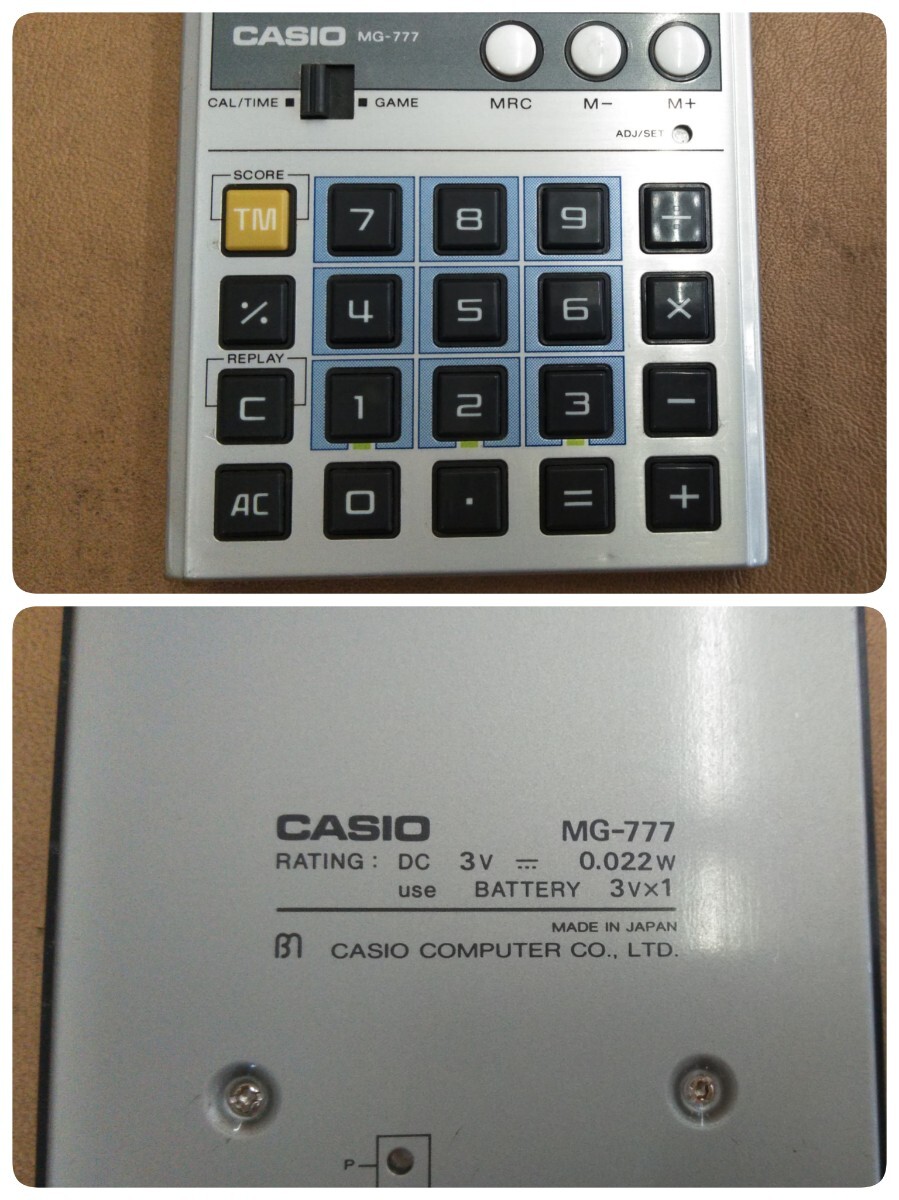 CASIO MG-777
CAL/TIME ■ ■ GAME MRC M− M+
ADJ/SET
SCORE
TM 7 8 9 ÷
% 4 5 6 ×
REPLAY
C 1 2 3 −
AC 0 · = +
CASIO MG-777
RATING: DC 3V ⎓ 0.022W
use BATTERY 3V×1
MADE IN JAPAN
CASIO COMPUTER CO., LTD.
P